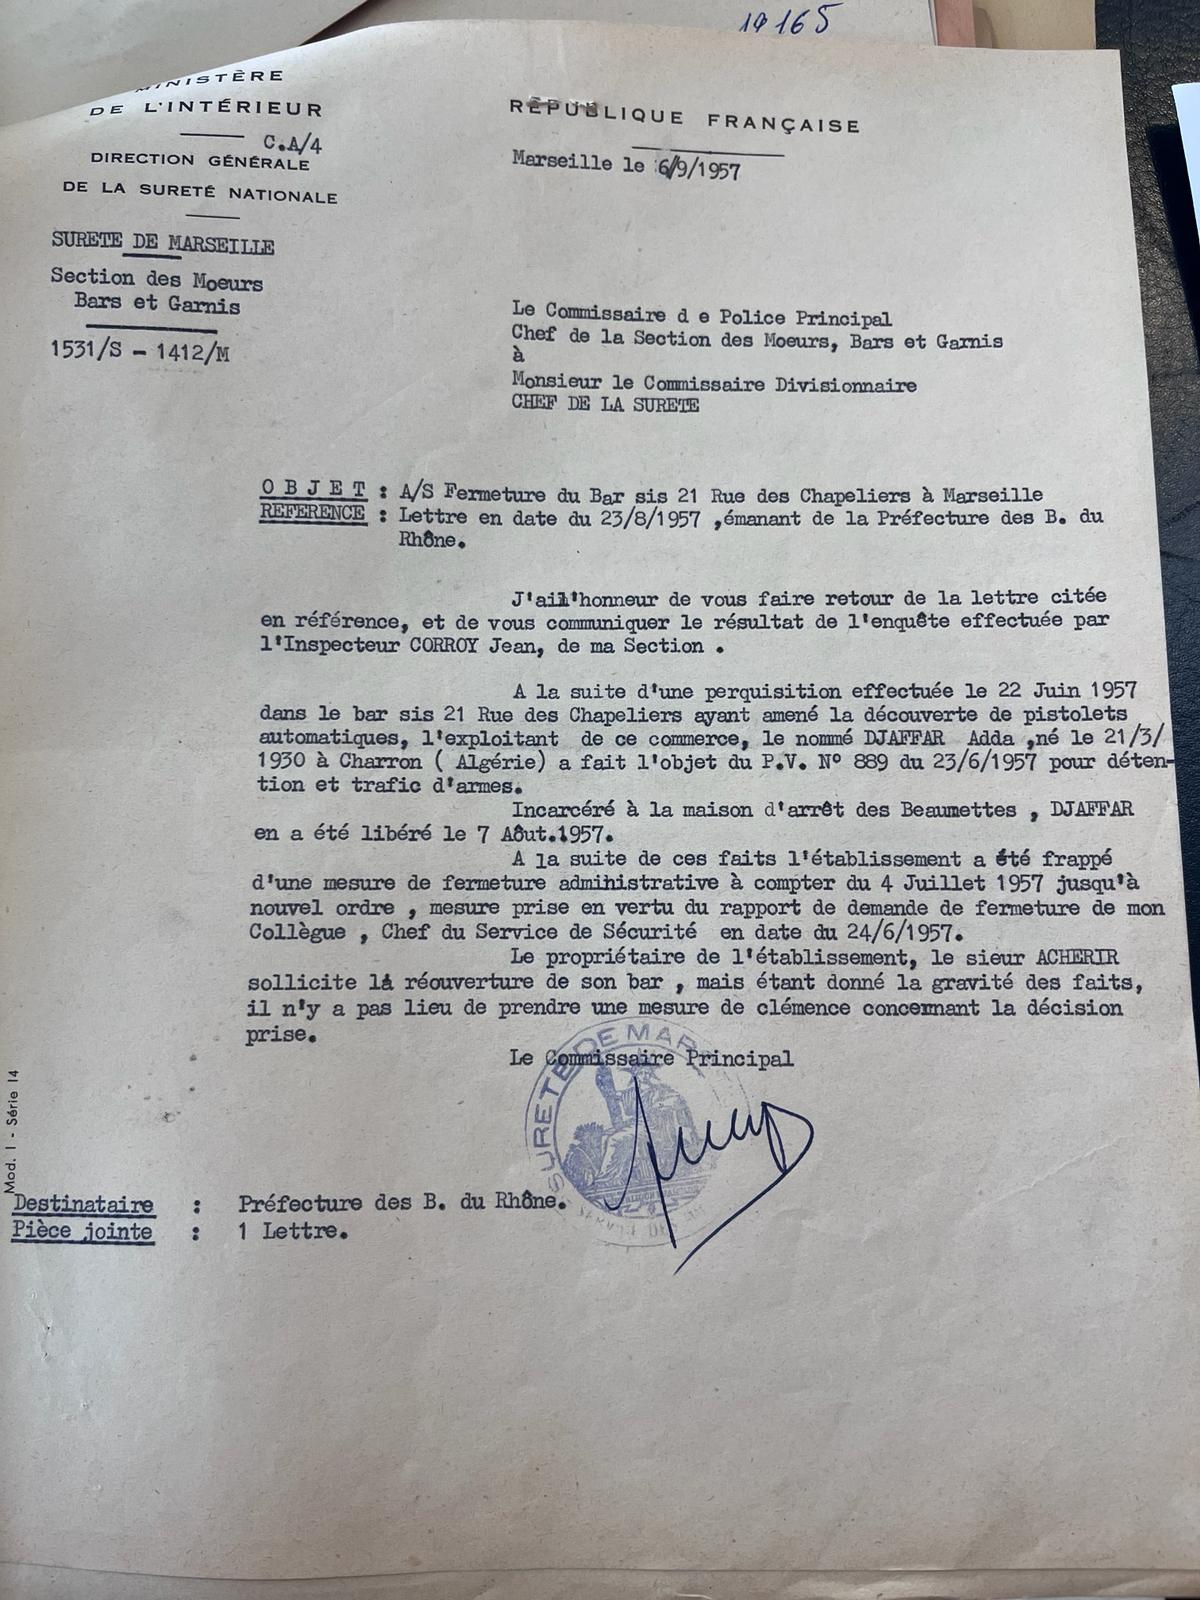 19165
MINISTÈRE
DE L'INTÉRIEUR
C.A/4
DIRECTION GÉNÉRALE
DE LA SURETÉ NATIONALE
SURETE DE MARSEILLE
Section des Moeurs
Bars et Garnis
1531/S - 1412/M
RÉPUBLIQUE FRANÇAISE
Marseille le 6/9/1957
Le Commissaire d e Police Principal
Chef de la Section des Moeurs, Bars et Garnis
à
Monsieur le Commissaire Divisionnaire
CHEF DE LA SURETE
O B J E T : A/S Fermeture du Bar sis 21 Rue des Chapeliers à Marseille
REFERENCE : Lettre en date du 23/8/1957 ,émanant de la Préfecture des B. du
Rhône.
J'ail'honneur de vous faire retour de la lettre citée
en référence, et de vous communiquer le résultat de l'enquête effectuée par
l'Inspecteur CORROY Jean, de ma Section .
A la suite d'une perquisition effectuée le 22 Juin 1957
dans le bar sis 21 Rue des Chapeliers ayant amené la découverte de pistolets
automatiques, l'exploitant de ce commerce, le nommé DJAFFAR Adda ,né le 21/3/
1930 à Charron ( Algérie) a fait l'objet du P.V. N° 889 du 23/6/1957 pour déten-
tion et trafic d'armes.
Incarcéré à la maison d'arrêt des Beaumettes , DJAFFAR
en a été libéré le 7 Aôut.1957.
A la suite de ces faits l'établissement a été frappé
d'une mesure de fermeture administrative à compter du 4 Juillet 1957 jusqu'à
nouvel ordre , mesure prise en vertu du rapport de demande de fermeture de mon
Collègue , Chef du Service de Sécurité en date du 24/6/1957.
Le propriétaire de l'établissement, le sieur ACHERIR
sollicite la réouverture de son bar , mais étant donné la gravité des faits,
il n'y a pas lieu de prendre une mesure de clémence concernant la décision
prise.
Le Commissaire Principal
SURETE DE MAR
Mod. 1 - Série 14
Destinataire : Préfecture des B. du Rhône.
Pièce jointe : 1 Lettre.